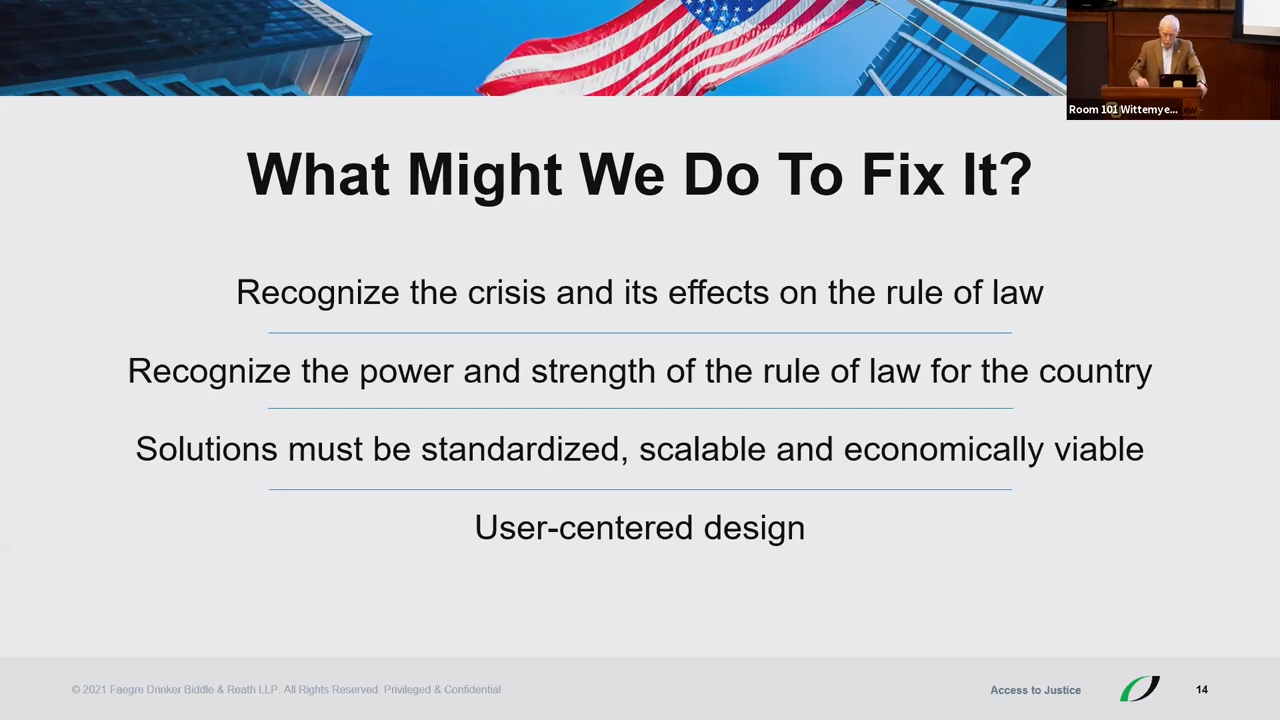 Room 101 Wittemye...
What Might We Do To Fix It?
Recognize the crisis and its effects on the rule of law
Recognize the power and strength of the rule of law for the country
Solutions must be standardized, scalable and economically viable
User-centered design
© 2021 Faegre Drinker Biddle & Reath LLP. All Rights Reserved. Privileged & Confidential.
Access to Justice
14